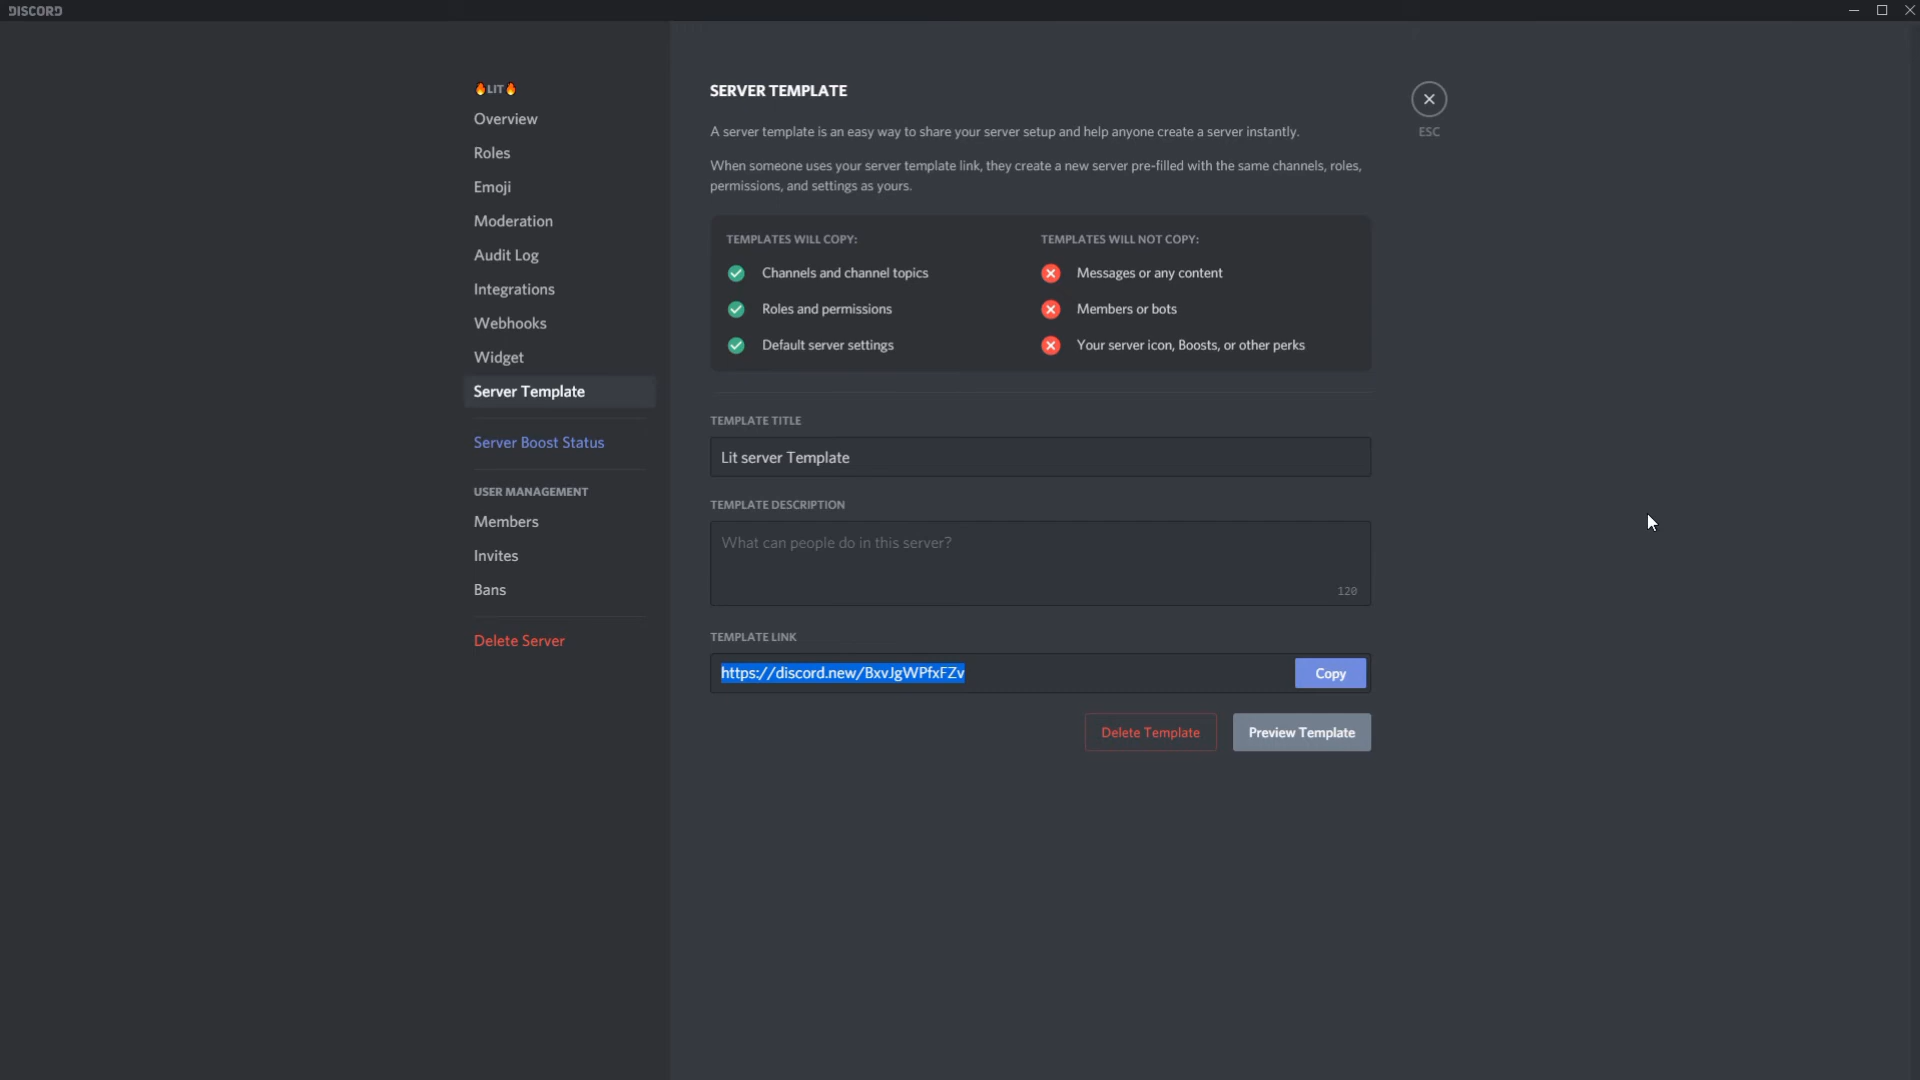 DISCORD
🔥LIT🔥
Overview
Roles
Emoji
Moderation
Audit Log
Integrations
Webhooks
Widget
Server Template
Server Boost Status
USER MANAGEMENT
Members
Invites
Bans
Delete Server
SERVER TEMPLATE
A server template is an easy way to share your server setup and help anyone create a server instantly.
When someone uses your server template link, they create a new server pre-filled with the same channels, roles,
permissions, and settings as yours.
TEMPLATES WILL COPY:
Channels and channel topics
Roles and permissions
Default server settings
TEMPLATES WILL NOT COPY:
Messages or any content
Members or bots
Your server icon, Boosts, or other perks
TEMPLATE TITLE
Lit server Template
TEMPLATE DESCRIPTION
What can people do in this server?
120
TEMPLATE LINK
https://discord.new/BxvJgWPfxFZv
Copy
Delete Template
Preview Template
ESC